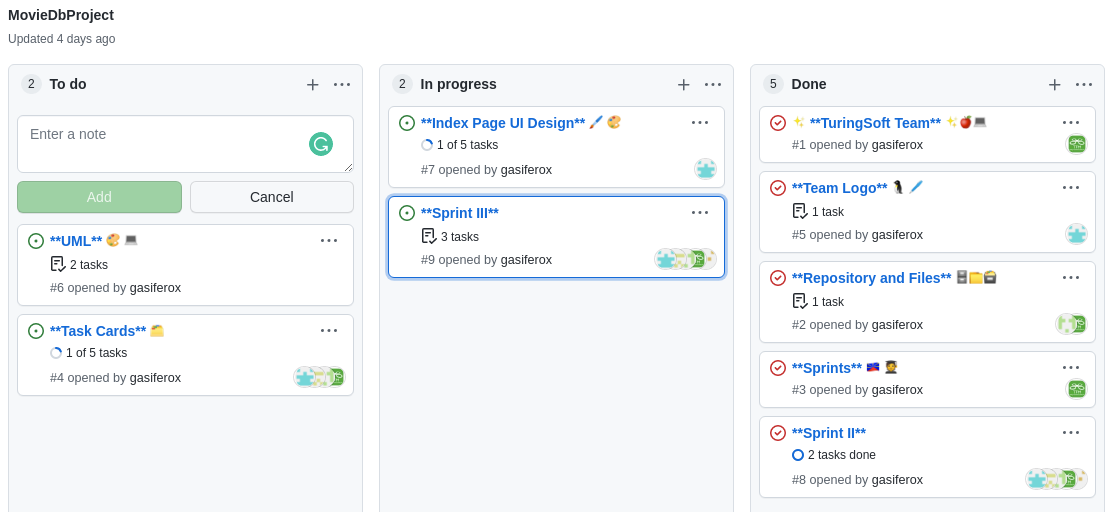 MovieDbProject
Updated 4 days ago
2 To do
Enter a note
Add Cancel
**UML** 🎨 💻
2 tasks
#6 opened by gasiferox
**Task Cards** 🗂️
1 of 5 tasks
#4 opened by gasiferox
2 In progress
**Index Page UI Design** 🖌️ 🎨
1 of 5 tasks
#7 opened by gasiferox
**Sprint III**
3 tasks
#9 opened by gasiferox
5 Done
✨ **TuringSoft Team** ✨🍎💻
#1 opened by gasiferox
**Team Logo** 🐧 🖊️
1 task
#5 opened by gasiferox
**Repository and Files** 🗄️📁🗃️
1 task
#2 opened by gasiferox
**Sprints**
#3 opened by gasiferox
**Sprint II**
2 tasks done
#8 opened by gasiferox